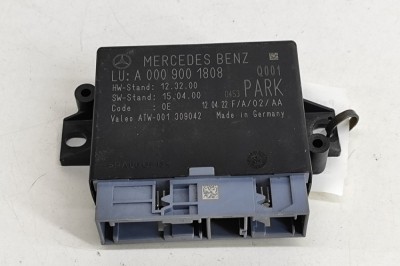 MERCEDES BENZ
LU: A 000 900 1808 Q001
HW-Stand: 12.32.00 0453 PARK
SW-Stand: 15.04.00
Code : 0E 12 04 22 F/A/02/AA
Valeo ATW-001 309042 Made in Germany